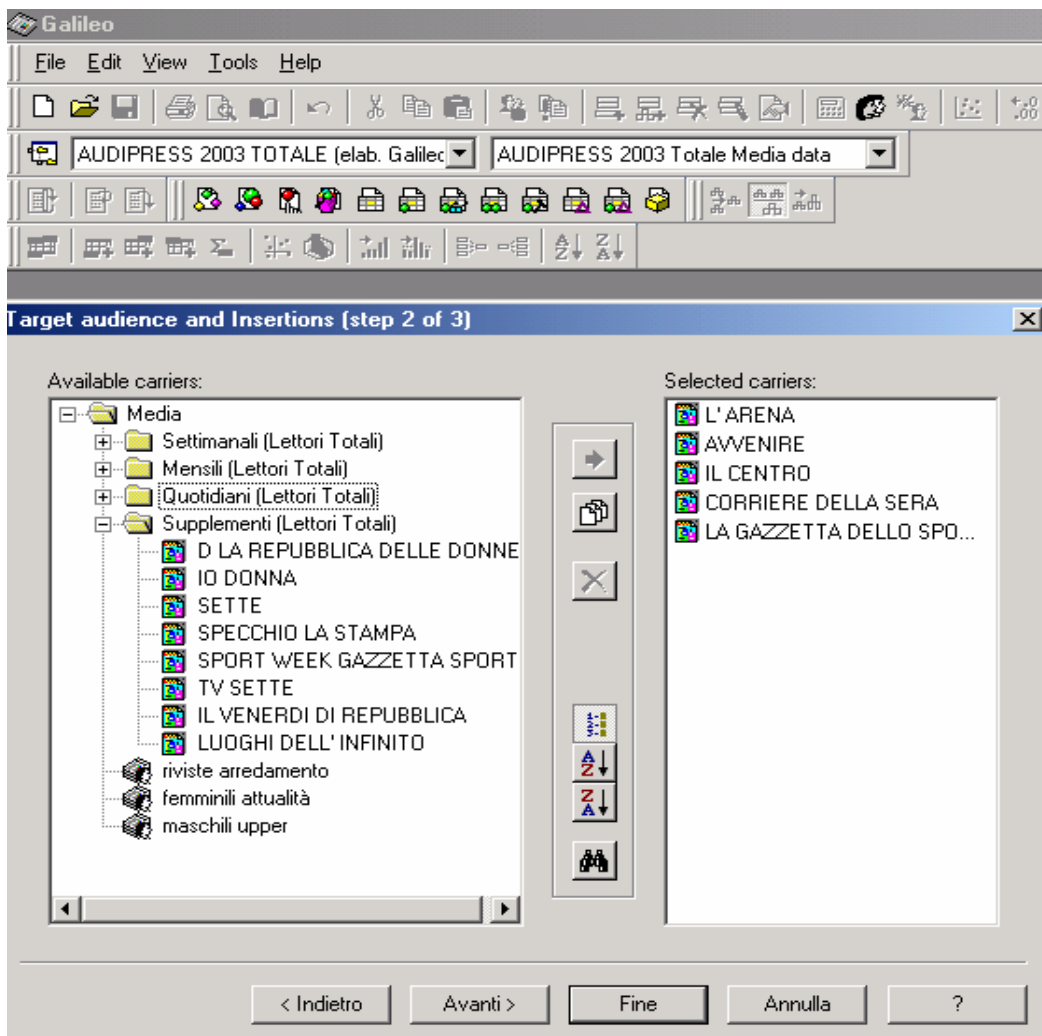 Galileo
File Edit View Tools Help
AUDIPRESS 2003 TOTALE (elab. Galilec AUDIPRESS 2003 Totale Media data
Target audience and Insertions (step 2 of 3)
Available carriers:
Media
Settimanali (Lettori Totali)
Mensili (Lettori Totali)
Quotidiani (Lettori Totali)
Supplementi (Lettori Totali)
D LA REPUBBLICA DELLE DONNE
IO DONNA
SETTE
SPECCHIO LA STAMPA
SPORT WEEK GAZZETTA SPORT
TV SETTE
IL VENERDI DI REPUBBLICA
LUOGHI DELL' INFINITO
riviste arredamento
femminili attualità
maschili upper
Selected carriers:
L' ARENA
AVVENIRE
IL CENTRO
CORRIERE DELLA SERA
LA GAZZETTA DELLO SPO...
< Indietro Avanti > Fine Annulla ?